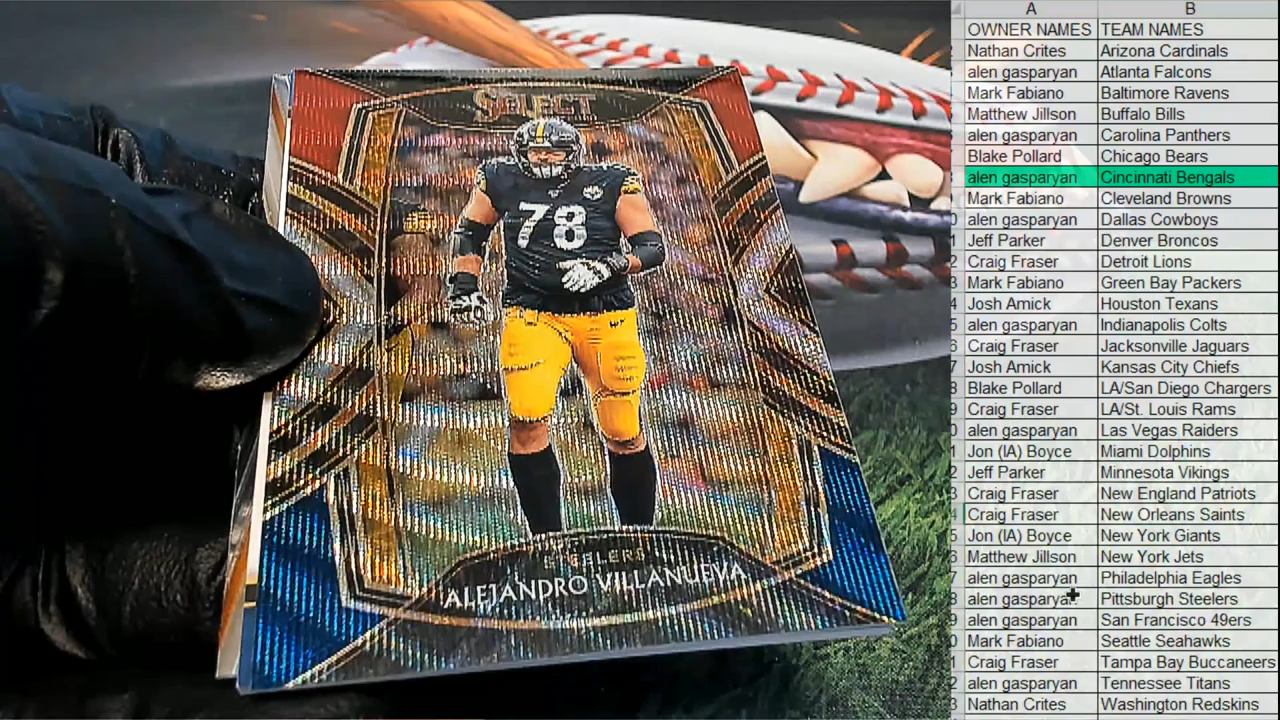 SELECT
78
STEELERS
ALEJANDRO VILLANUEVA
A B
OWNER NAMES TEAM NAMES
Nathan Crites Arizona Cardinals
alen gasparyan Atlanta Falcons
Mark Fabiano Baltimore Ravens
Matthew Jillson Buffalo Bills
alen gasparyan Carolina Panthers
Blake Pollard Chicago Bears
alen gasparyan Cincinnati Bengals
Mark Fabiano Cleveland Browns
alen gasparyan Dallas Cowboys
Jeff Parker Denver Broncos
Craig Fraser Detroit Lions
Mark Fabiano Green Bay Packers
Josh Amick Houston Texans
alen gasparyan Indianapolis Colts
Craig Fraser Jacksonville Jaguars
Josh Amick Kansas City Chiefs
Blake Pollard LA/San Diego Chargers
Craig Fraser LA/St. Louis Rams
alen gasparyan Las Vegas Raiders
Jon (IA) Boyce Miami Dolphins
Jeff Parker Minnesota Vikings
Craig Fraser New England Patriots
Craig Fraser New Orleans Saints
Jon (IA) Boyce New York Giants
Matthew Jillson New York Jets
alen gasparyan Philadelphia Eagles
alen gasparyan Pittsburgh Steelers
alen gasparyan San Francisco 49ers
Mark Fabiano Seattle Seahawks
Craig Fraser Tampa Bay Buccaneers
alen gasparyan Tennessee Titans
Nathan Crites Washington Redskins